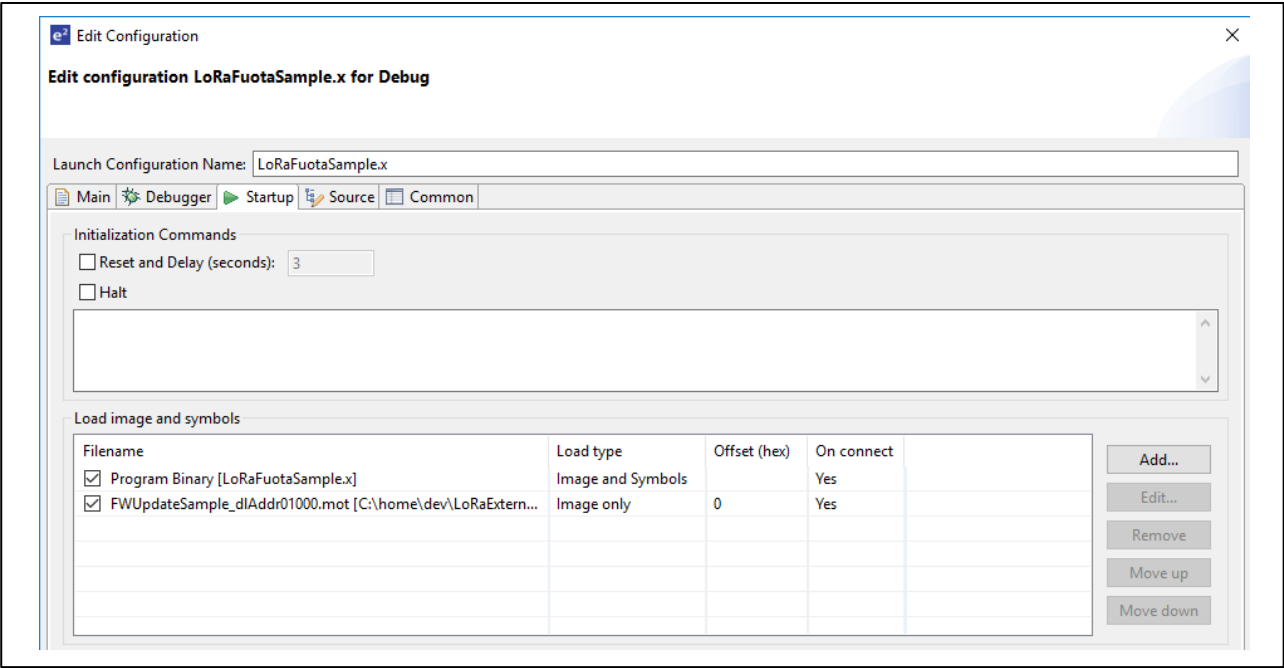 e² Edit Configuration
Edit configuration LoRaFuotaSample.x for Debug
Launch Configuration Name: LoRaFuotaSample.x
Main Debugger Startup Source Common
Initialization Commands
Reset and Delay (seconds): 3
Halt
Load image and symbols
Filename Load type Offset (hex) On connect
Program Binary [LoRaFuotaSample.x] Image and Symbols Yes
FWUpdateSample_dlAddr01000.mot [C:\home\dev\LoRaExtern... Image only 0 Yes
Add...
Edit...
Remove
Move up
Move down